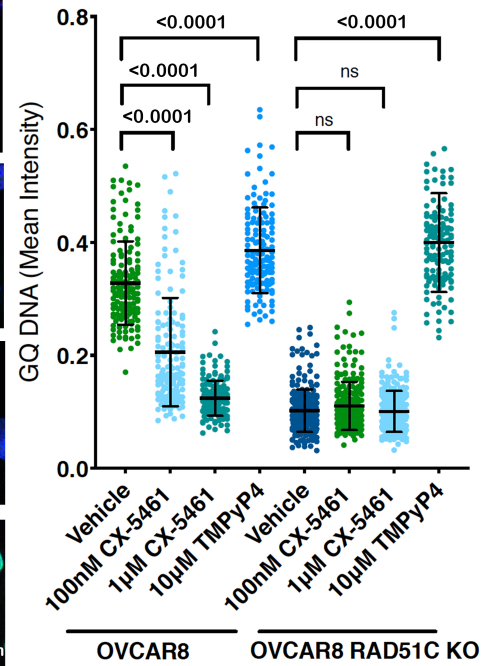 <0.0001
<0.0001
<0.0001
<0.0001
ns
ns
GQ DNA (Mean Intensity)
0.8
0.6
0.4
0.2
0.0
Vehicle
100nM CX-5461
1µM CX-5461
10µM TMPyP4
Vehicle
100nM CX-5461
1µM CX-5461
10µM TMPyP4
OVCAR8
OVCAR8 RAD51C KO